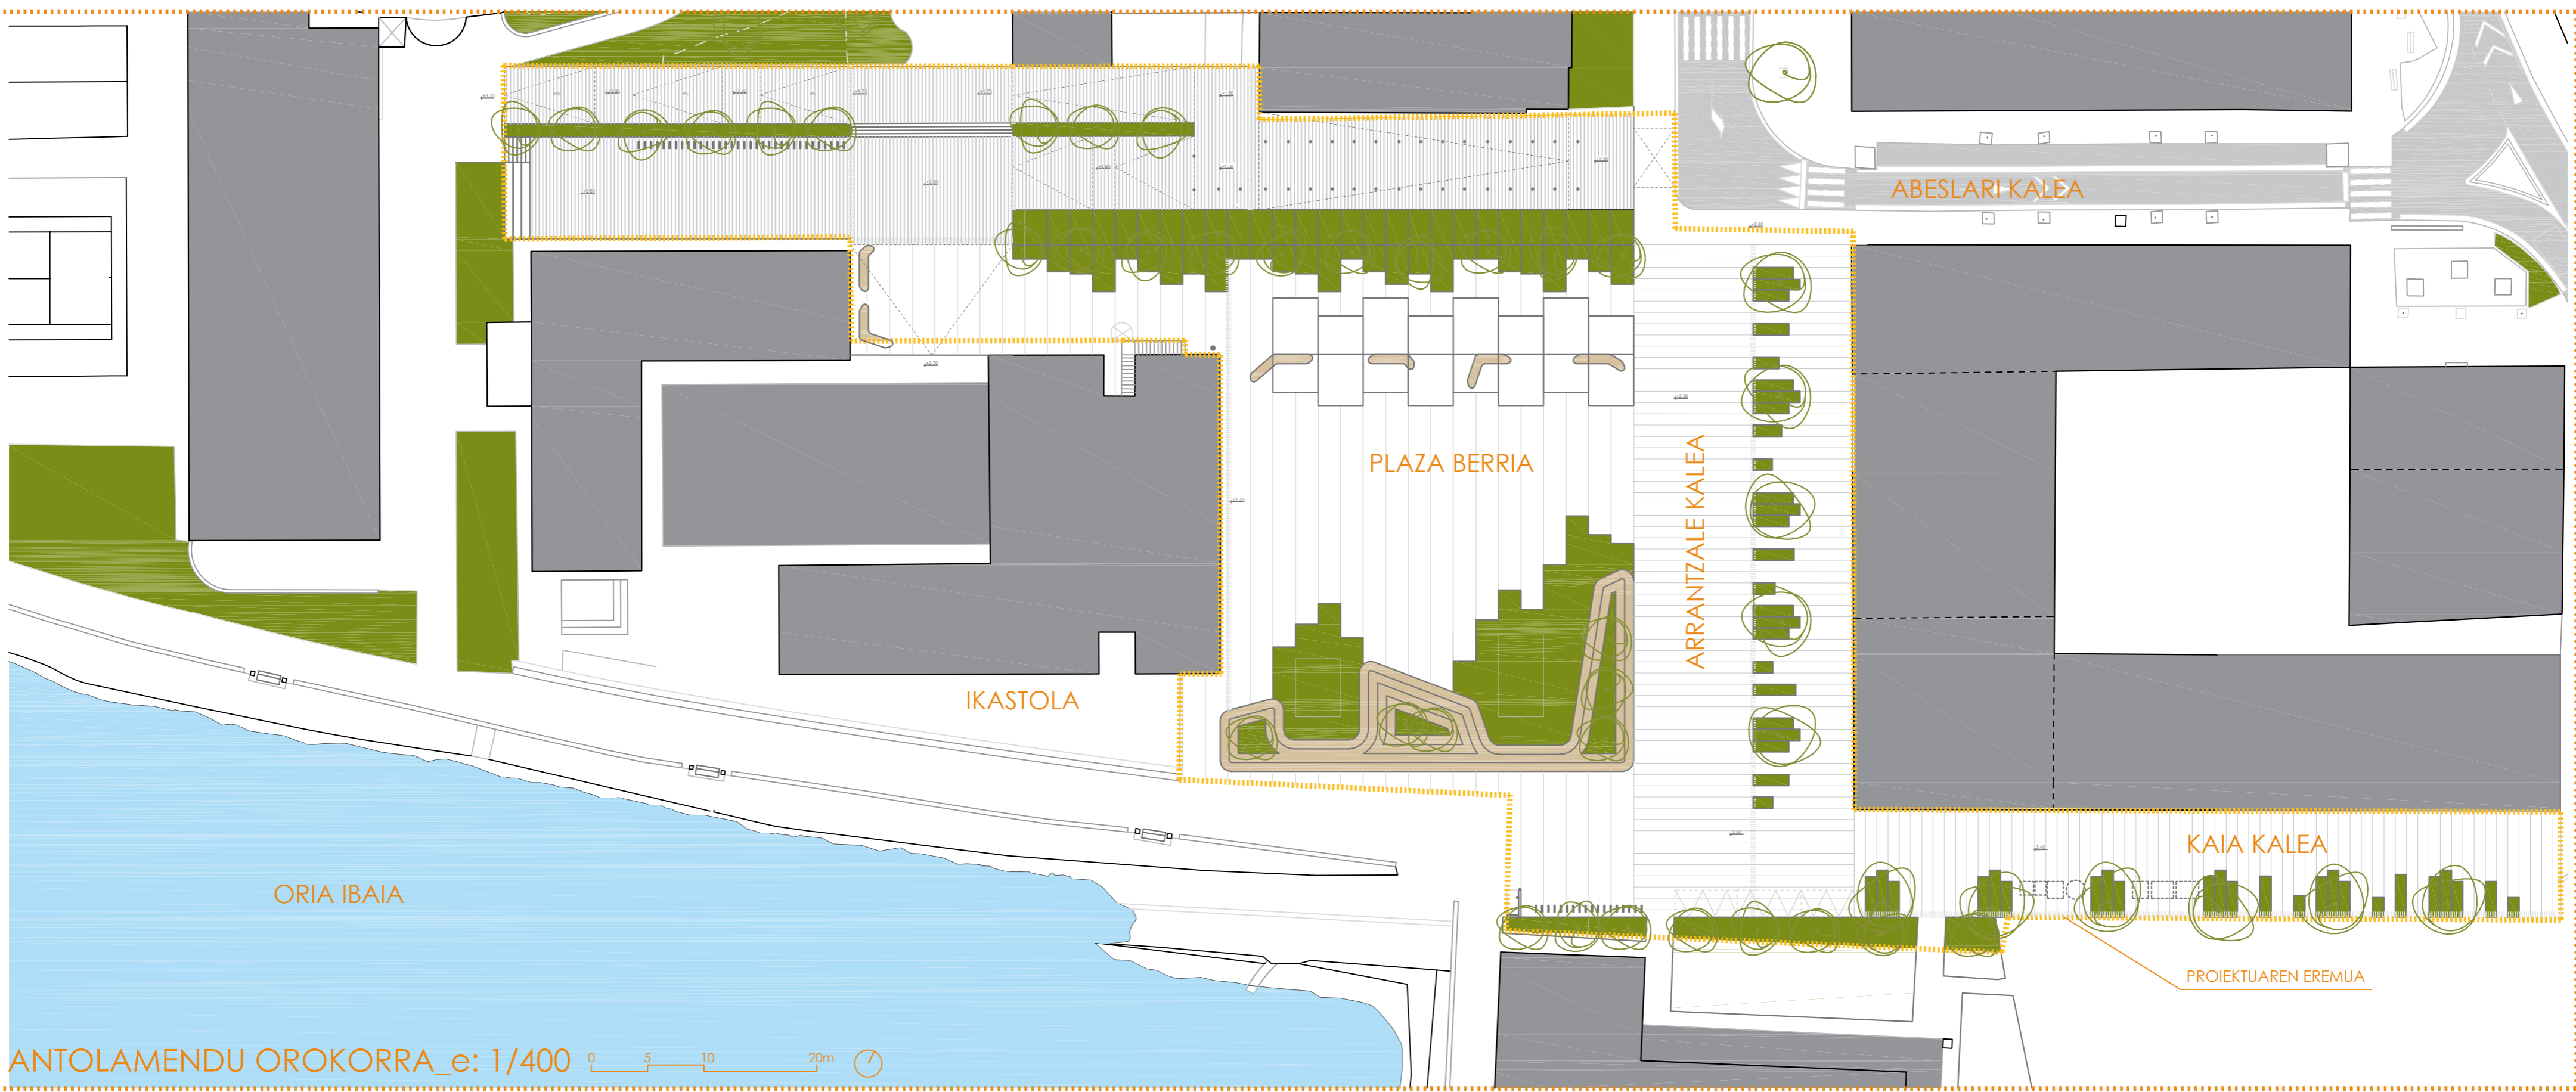 ABESLARI KALEA
PLAZA BERRIA
ARRANTZALE KALEA
IKASTOLA
KAIA KALEA
ORIA IBAIA
PROIEKTUAREN EREMUA
ANTOLAMENDU OROKORRA_e: 1/400
0 5 10 20m